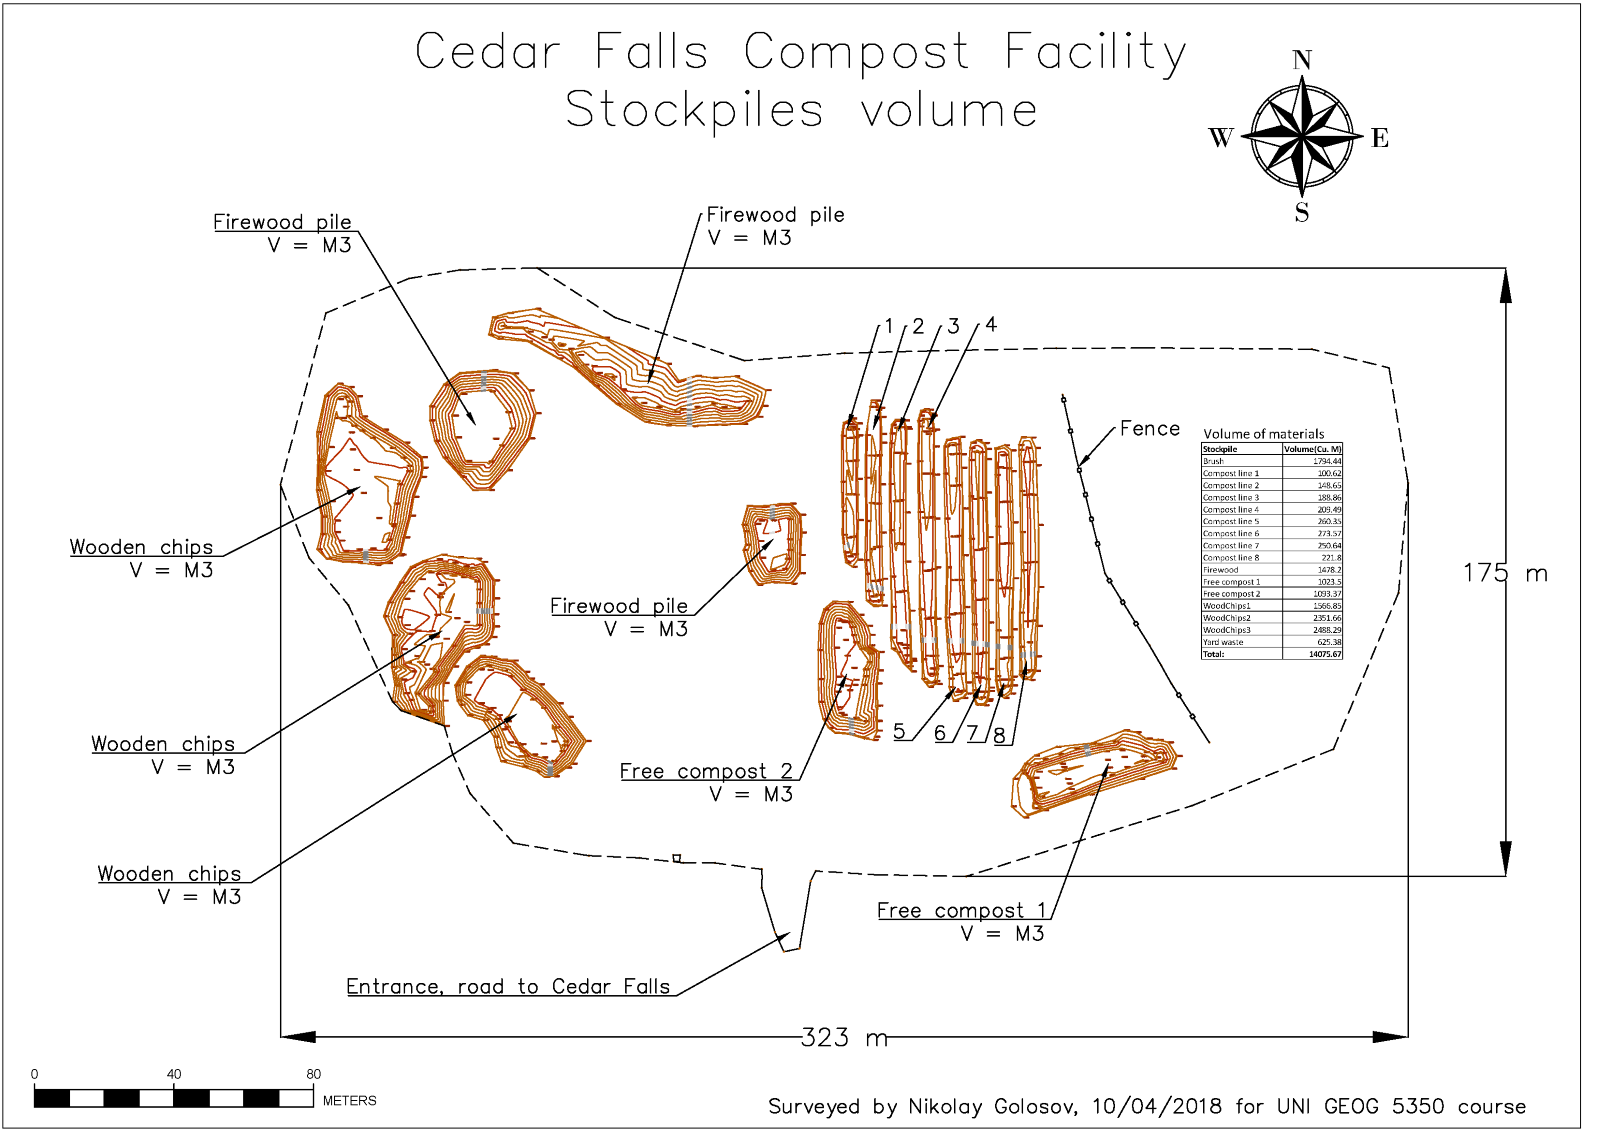 Cedar Falls Compost Facility
Stockpiles volume
N
W E
S
Firewood pile
V = M3
Firewood pile
V = M3
1 2 3 4
Fence
Volume of materials
Stockpile Volume(Cu. M)
Brush 1794.44
Compost line 1 100.62
Compost line 2 148.65
Compost line 3 188.86
Compost line 4 209.49
Compost line 5 260.35
Compost line 6 273.57
Compost line 7 250.64
Compost line 8 221.8
Firewood 1478.2
Free compost 1 1023.5
Free compost 2 1093.37
WoodChips1 1566.85
WoodChips2 2351.66
WoodChips3 2488.29
Yard waste 625.38
Total: 14075.67
175 m
Wooden chips
V = M3
Firewood pile
V = M3
Wooden chips
V = M3
5 6 7 8
Free compost 2
V = M3
Wooden chips
V = M3
Free compost 1
V = M3
Entrance, road to Cedar Falls
323 m
0 40 80
METERS
Surveyed by Nikolay Golosov, 10/04/2018 for UNI GEOG 5350 course